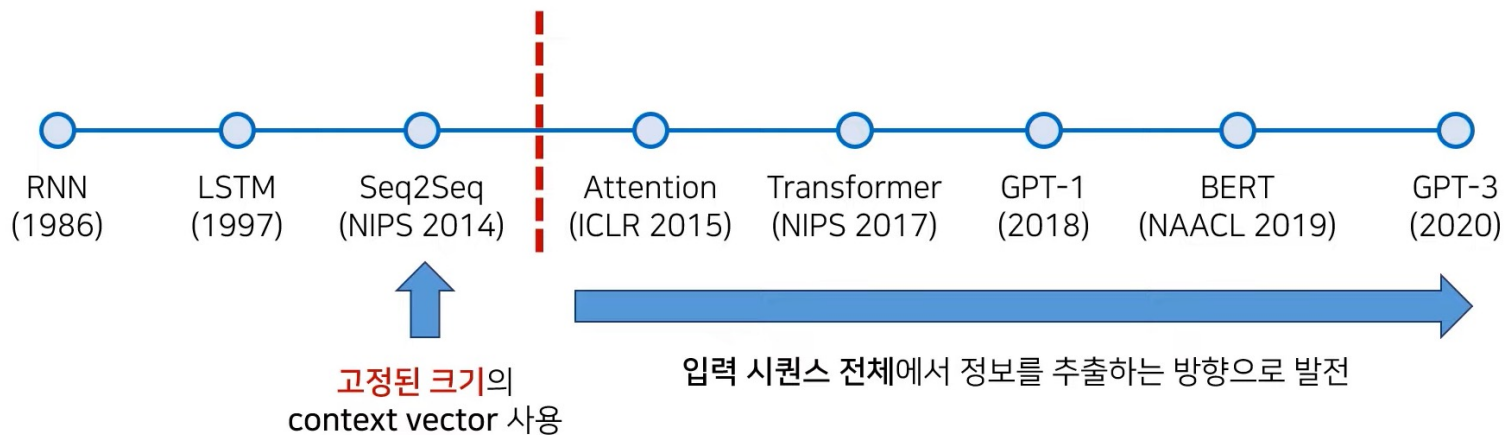 RNN
(1986)
LSTM
(1997)
Seq2Seq
(NIPS 2014)
Attention
(ICLR 2015)
Transformer
(NIPS 2017)
GPT-1
(2018)
BERT
(NAACL 2019)
GPT-3
(2020)
고정된 크기의
context vector 사용
입력 시퀀스 전체에서 정보를 추출하는 방향으로 발전